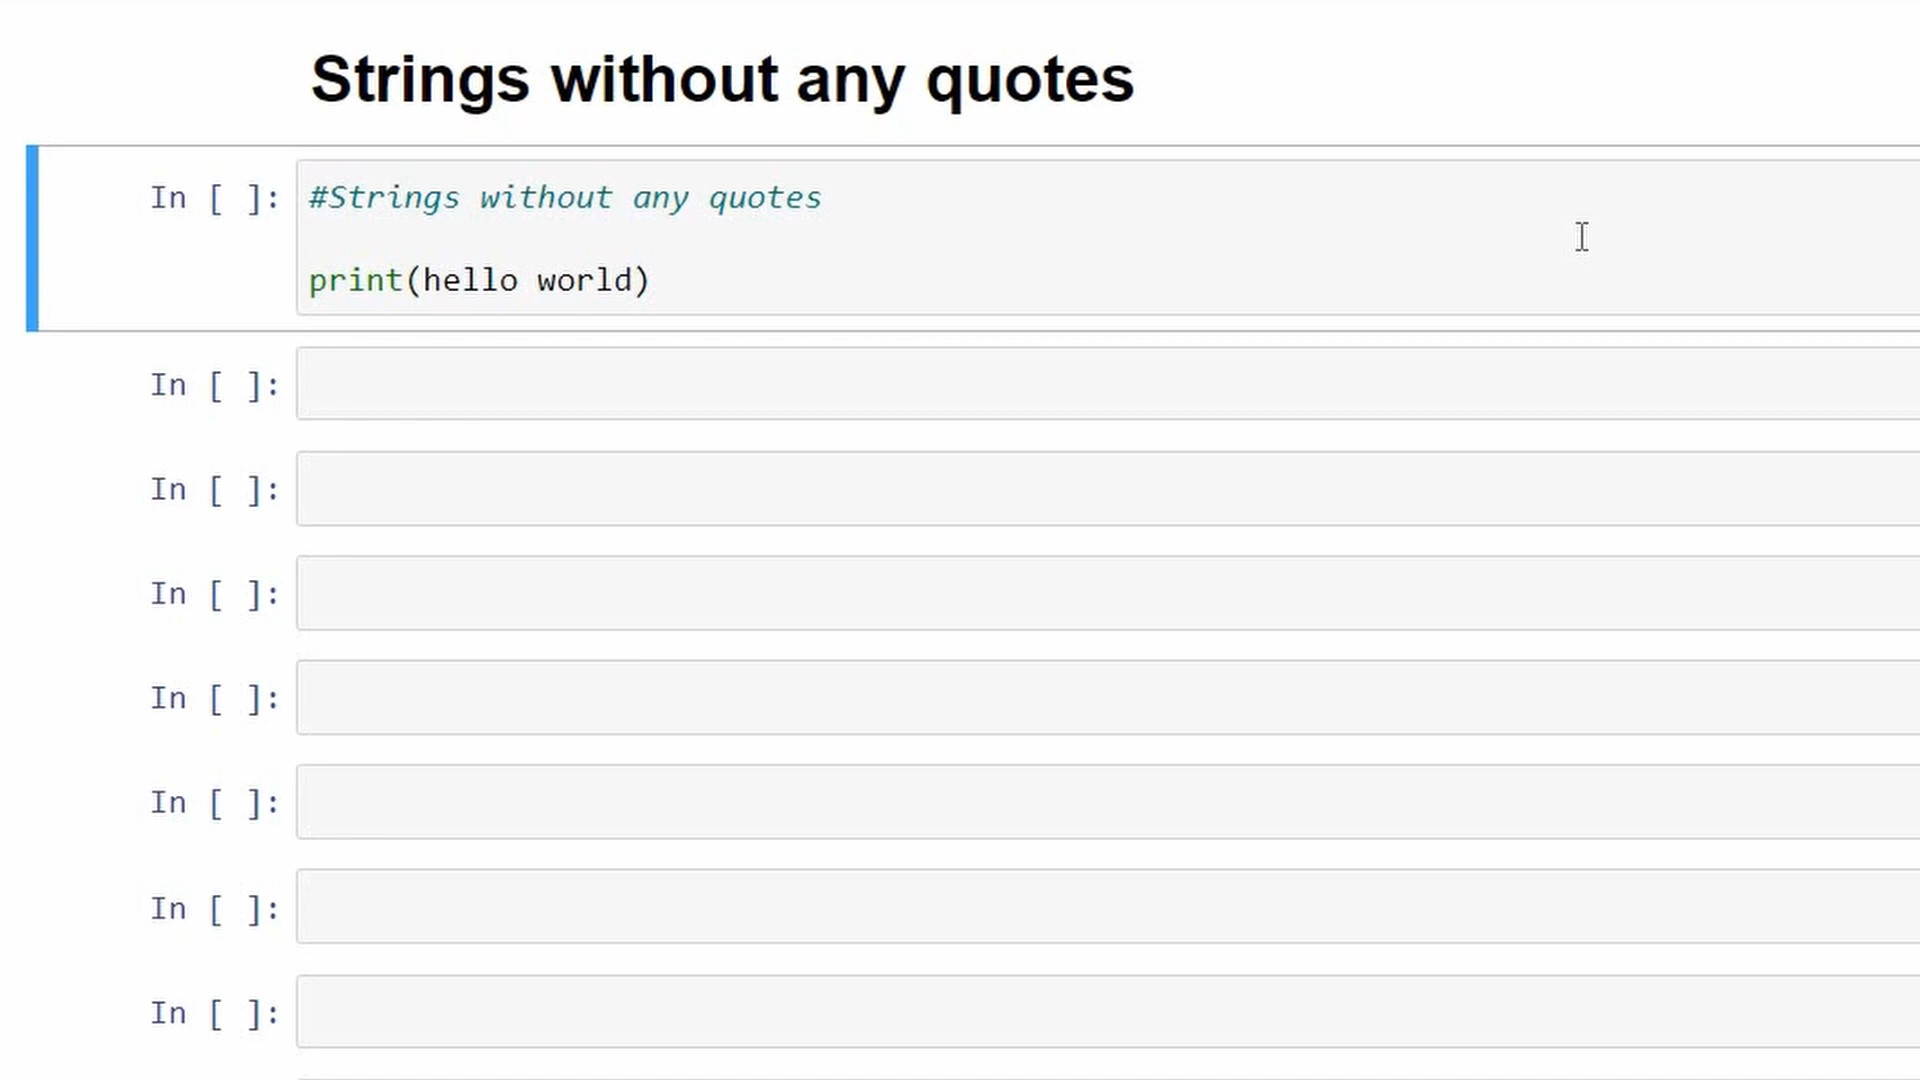 Strings without any quotes
In [ ]: #Strings without any quotes
print(hello world)
In [ ]:
In [ ]:
In [ ]:
In [ ]:
In [ ]:
In [ ]:
In [ ]: